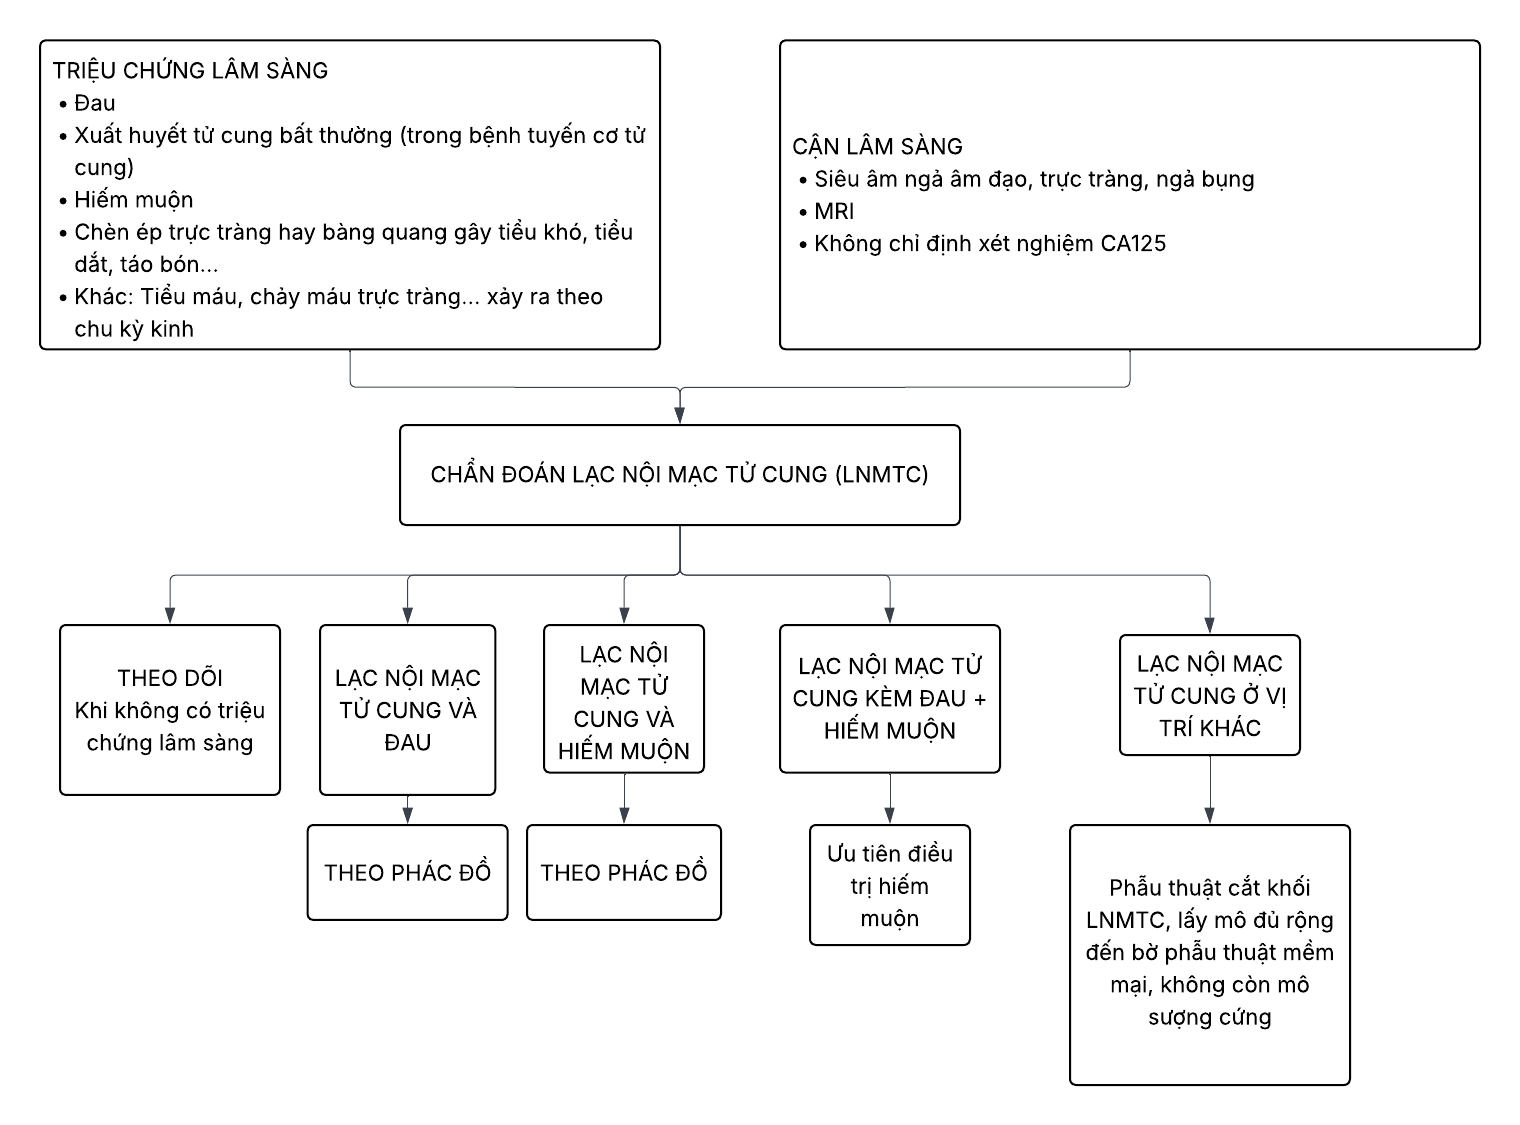 TRIỆU CHỨNG LÂM SÀNG
• Đau
• Xuất huyết tử cung bất thường (trong bệnh tuyến cơ tử
cung)
• Hiếm muộn
• Chèn ép trực tràng hay bàng quang gây tiểu khó, tiểu
dắt, táo bón...
• Khác: Tiểu máu, chảy máu trực tràng... xảy ra theo
chu kỳ kinh
CẬN LÂM SÀNG
• Siêu âm ngả âm đạo, trực tràng, ngả bụng
• MRI
• Không chỉ định xét nghiệm CA125
CHẨN ĐOÁN LẠC NỘI MẠC TỬ CUNG (LNMTC)
THEO DÕI
Khi không có triệu
chứng lâm sàng
LẠC NỘI MẠC
TỬ CUNG VÀ
ĐAU
LẠC NỘI
MẠC TỬ
CUNG VÀ
HIẾM MUỘN
LẠC NỘI MẠC TỬ
CUNG KÈM ĐAU +
HIẾM MUỘN
LẠC NỘI MẠC
TỬ CUNG Ở VỊ
TRÍ KHÁC
THEO PHÁC ĐỒ
THEO PHÁC ĐỒ
Ưu tiên điều
trị hiếm
muộn
Phẫu thuật cắt khối
LNMTC, lấy mô đủ rộng
đến bờ phẫu thuật mềm
mại, không còn mô
sượng cứng